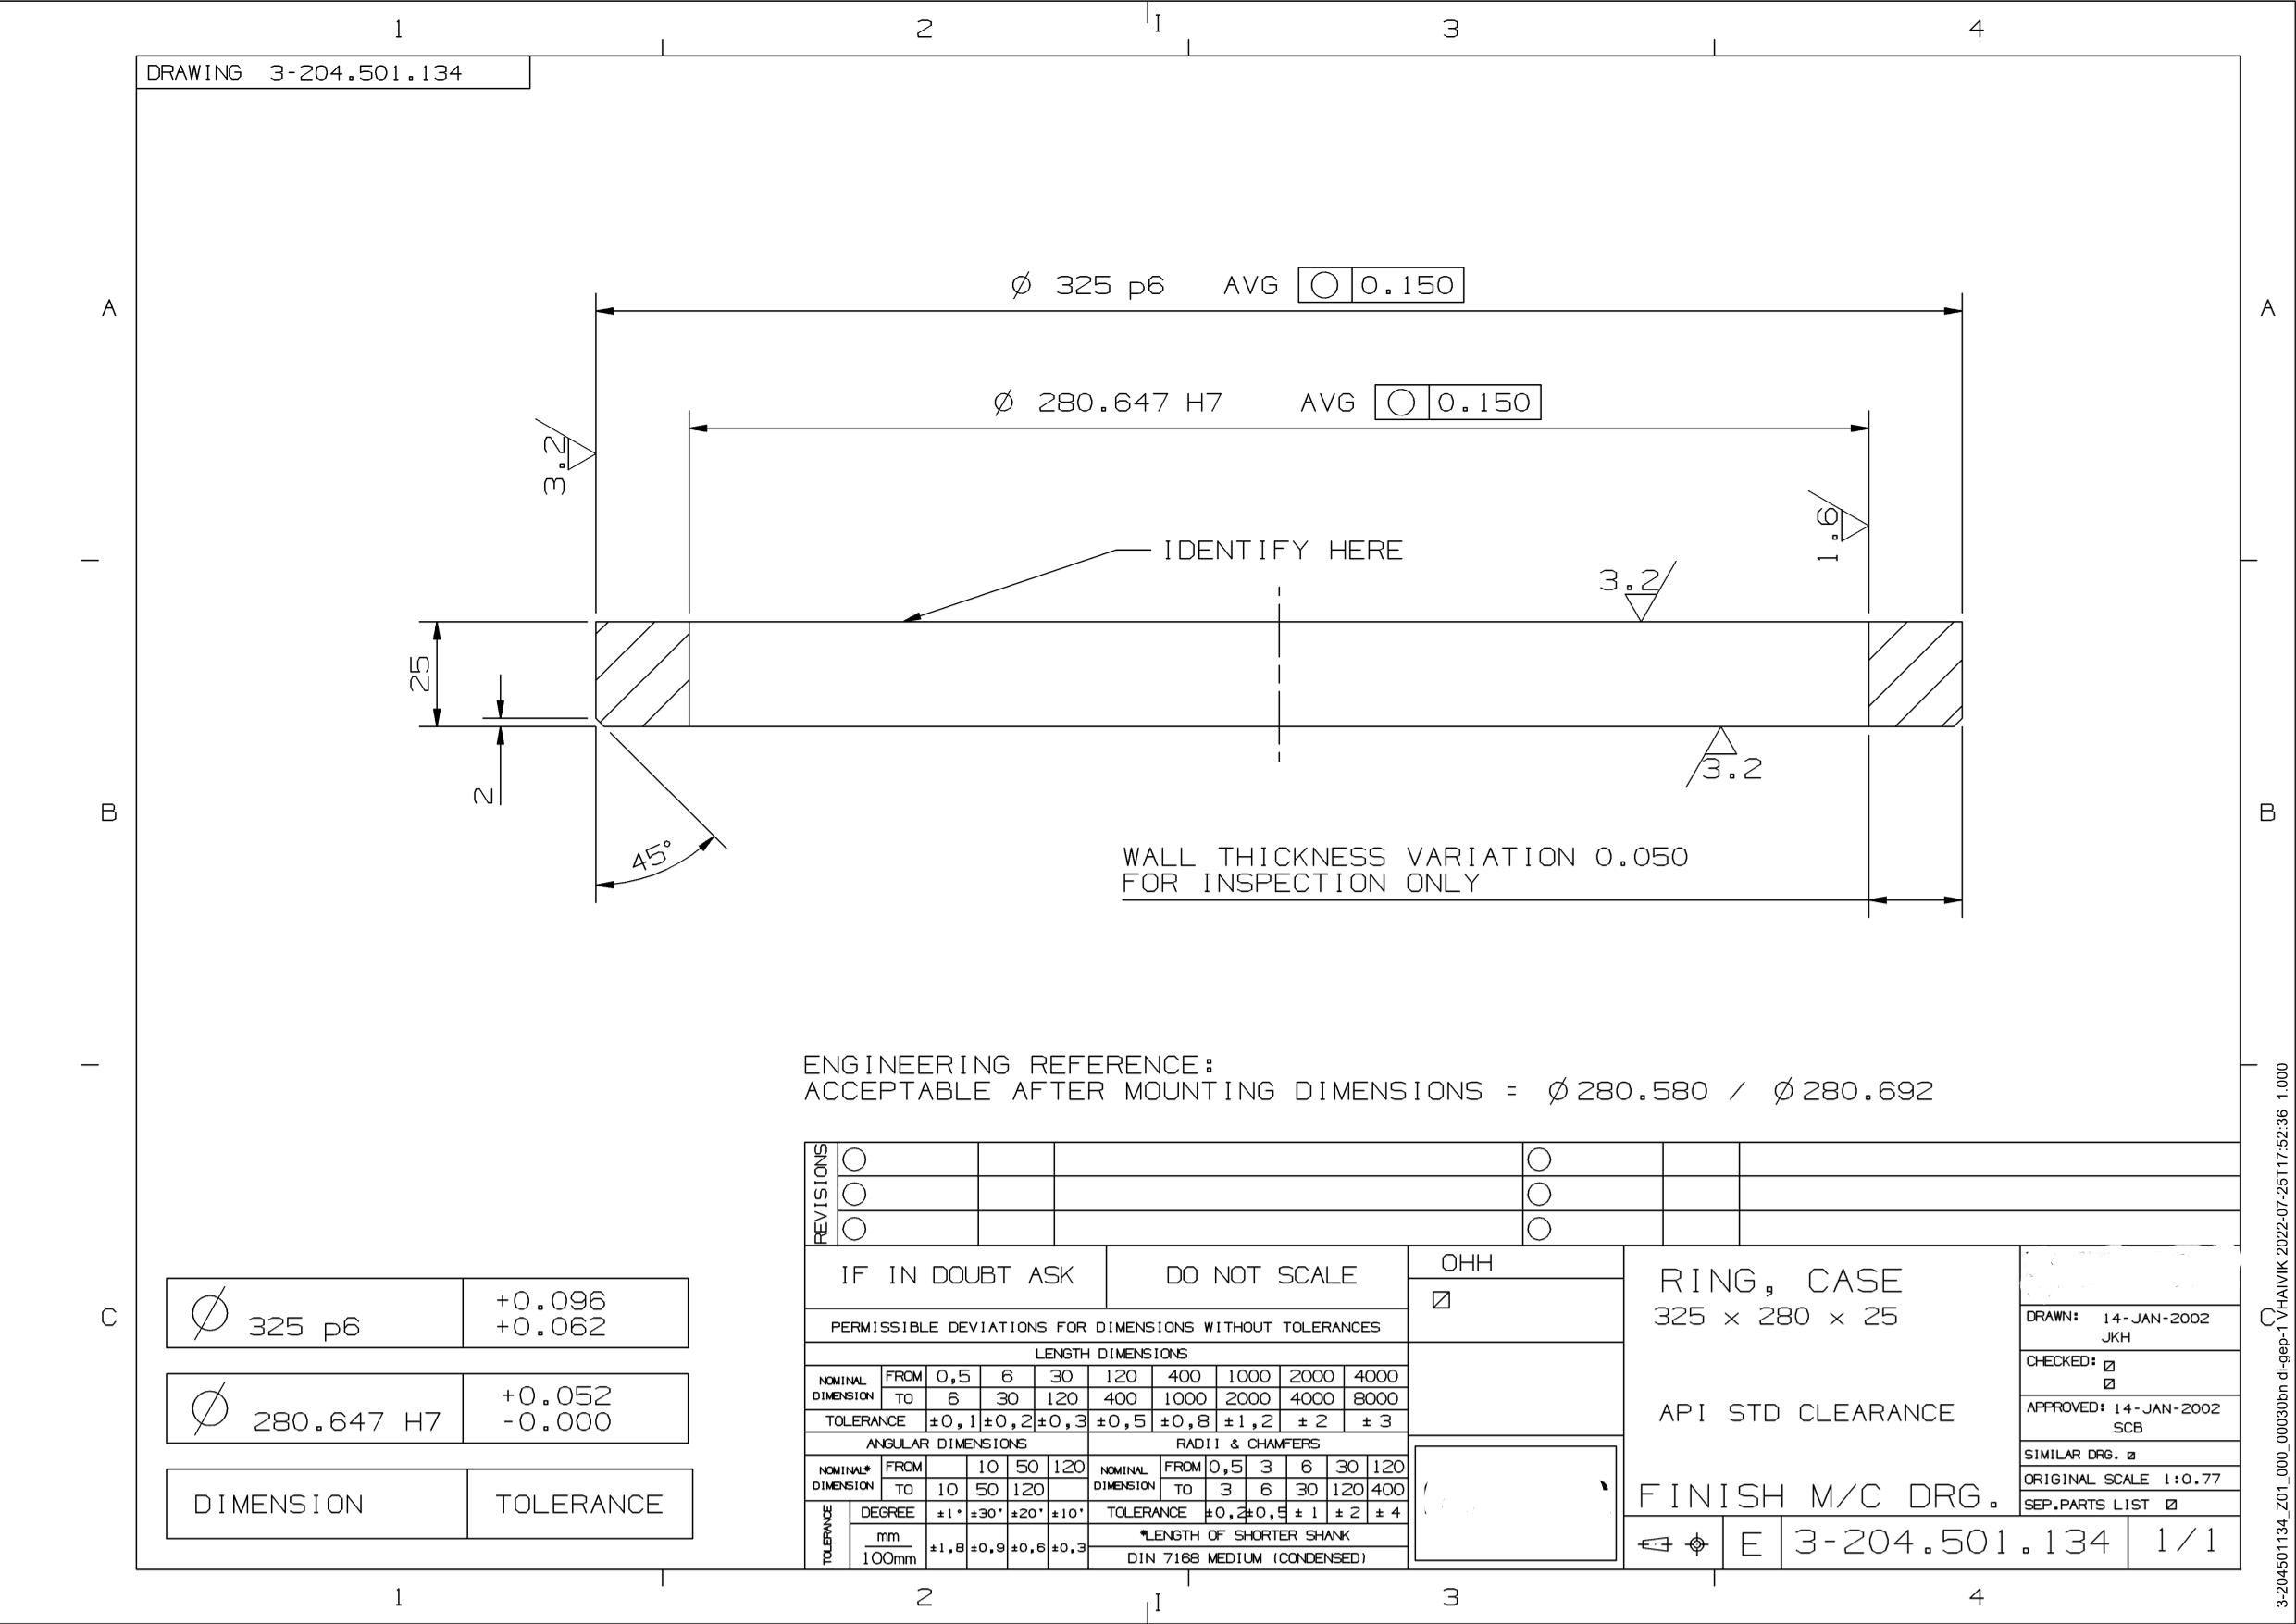 1 2 I 3 4
DRAWING 3-204.501.134
Ø 325 p6 AVG ○ 0.150
A A
Ø 280.647 H7 AVG ○ 0.150
3.2
1.6
IDENTIFY HERE
3.2
25
3.2
2
B B
45°
WALL THICKNESS VARIATION 0.050
FOR INSPECTION ONLY
ENGINEERING REFERENCE:
ACCEPTABLE AFTER MOUNTING DIMENSIONS = Ø280.580 / Ø280.692
REVISIONS
Ø 325 p6 +0.096
+0.062
Ø 280.647 H7 +0.052
-0.000
DIMENSION TOLERANCE
IF IN DOUBT ASK DO NOT SCALE
PERMISSIBLE DEVIATIONS FOR DIMENSIONS WITHOUT TOLERANCES
LENGTH DIMENSIONS
NOMINAL DIMENSION FROM 0,5 6 30 120 400 1000 2000 4000
TO 6 30 120 400 1000 2000 4000 8000
TOLERANCE ±0,1 ±0,2 ±0,3 ±0,5 ±0,8 ±1,2 ±2 ±3
ANGULAR DIMENSIONS RADII & CHAMFERS
NOMINAL* DIMENSION FROM 10 50 120 NOMINAL DIMENSION FROM 0,5 3 6 30 120
TO 10 50 120 TO 3 6 30 120 400
TOLERANCE DEGREE ±1° ±30' ±20' ±10' TOLERANCE ±0,2 ±0,5 ±1 ±2 ±4
mm
100mm ±1,8 ±0,9 ±0,6 ±0,3
*LENGTH OF SHORTER SHANK
DIN 7168 MEDIUM (CONDENSED)
OHH
RING, CASE
325 x 280 x 25
API STD CLEARANCE
FINISH M/C DRG.
C C
DRAWN: 14-JAN-2002
JKH
CHECKED:
APPROVED: 14-JAN-2002
SCB
SIMILAR DRG.
ORIGINAL SCALE 1:0.77
SEP.PARTS LIST
E 3-204.501.134 1/1
1 2 I 3 4
3-204501134_Z01_000_00030bn di-gep-1 VHAIVIK 2022-07-25T17:52:36 1.000